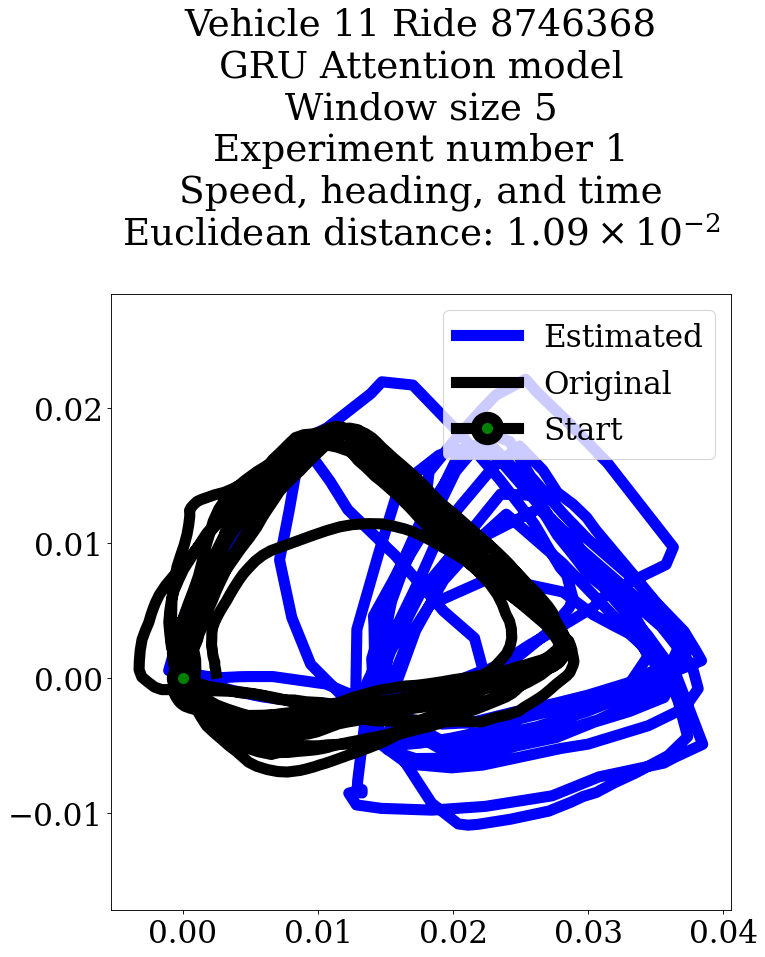 Vehicle 11 Ride 8746368
GRU Attention model
Window size 5
Experiment number 1
Speed, heading, and time
Euclidean distance: 1.09 × 10⁻²
Estimated
Original
Start
0.02
0.01
0.00
−0.01
0.00 0.01 0.02 0.03 0.04